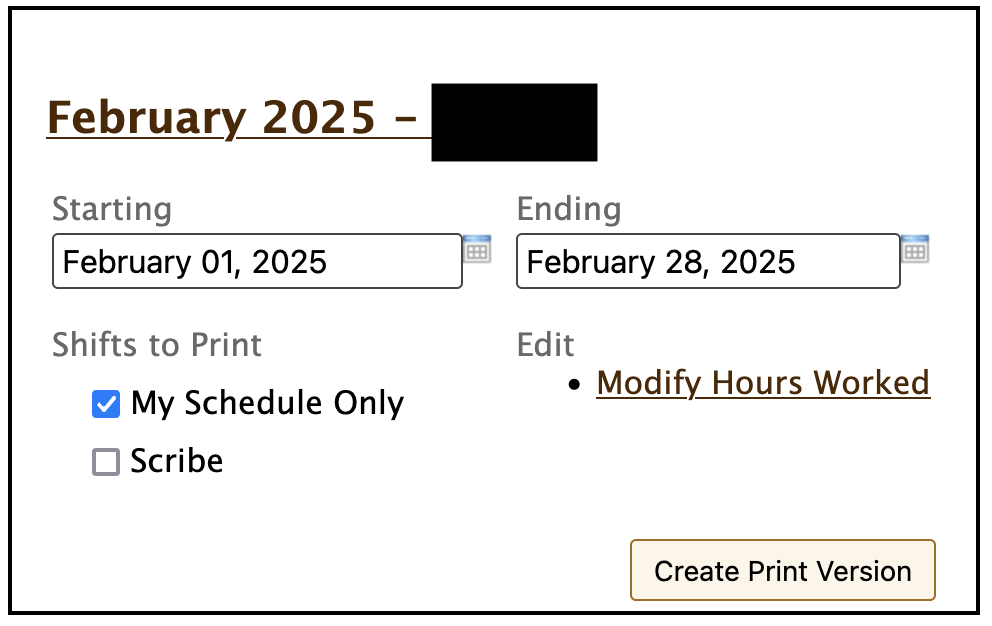 February 2025 –
Starting
Ending
February 01, 2025
February 28, 2025
Shifts to Print
Edit
My Schedule Only
Modify Hours Worked
Scribe
Create Print Version